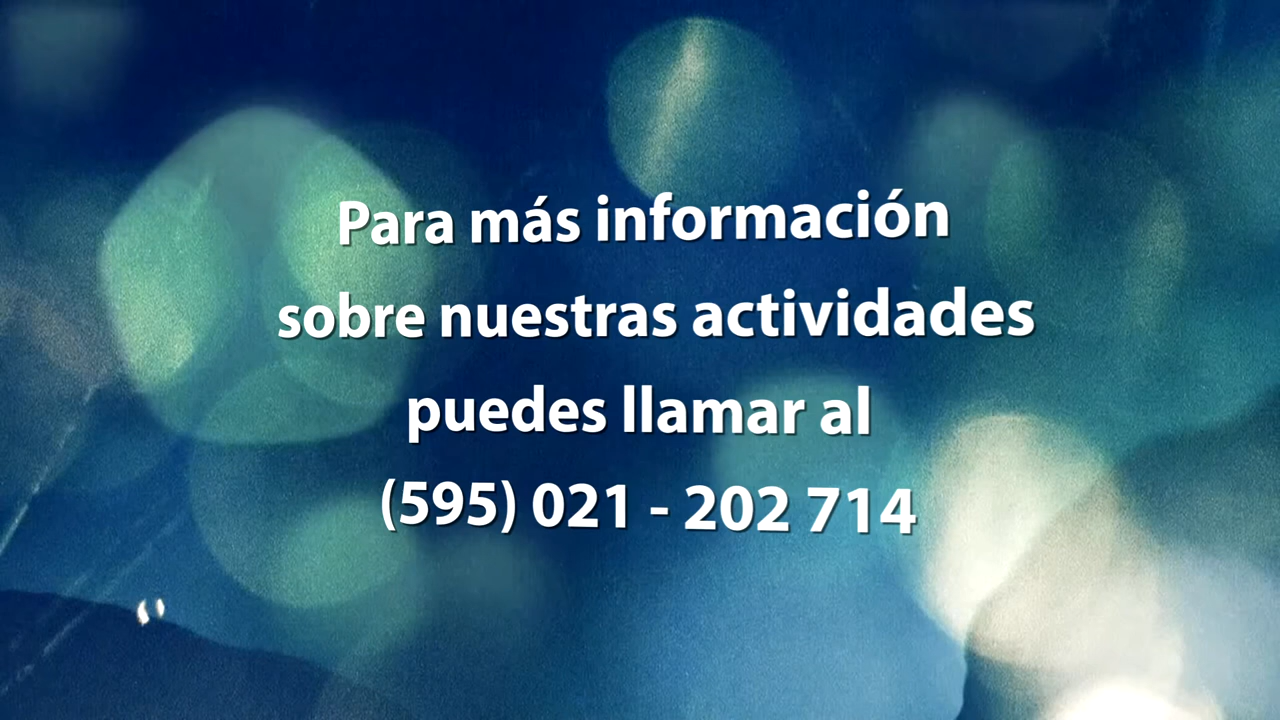 Para más información
sobre nuestras actividades
puedes llamar al
(595) 021 - 202 714